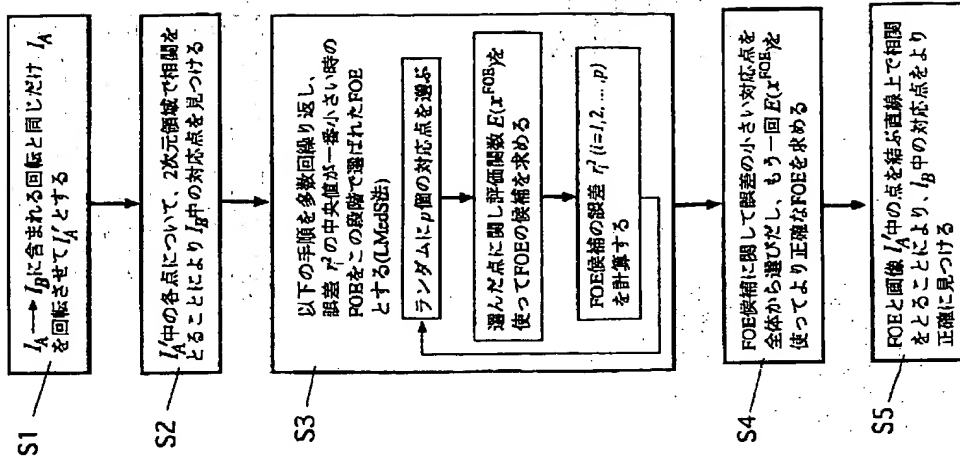 S1
I_A → I_Bに含まれる回転と同じだけ I_A
を回転させて I'_A とする
S2
I'_A 中の各点について、2次元領域で相関を
とることにより I_B 中の対応点を見つける
S3
以下の手順を多数回繰り返し、
誤差 r_i^2 の中央値が一番小さい時の
FOEをこの段階で選ばれたFOE
とする(LMedS法)
ランダムに p個の対応点を選ぶ
選んだ点に関し評価関数 E(x^FOE)を
使ってFOEの候補を求める
FOE候補の誤差 r_i^2 (i=1,2,...,p)
を計算する
S4
FOE候補に関して誤差の小さい対応点を
全体から選びだし、もう一回 E(x^FOE)を
使ってより正確なFOEを求める
S5
FOEと画像 I'_A 中の点を結ぶ直線上で相関
をとることにより、I_B 中の対応点をより
正確に見つける